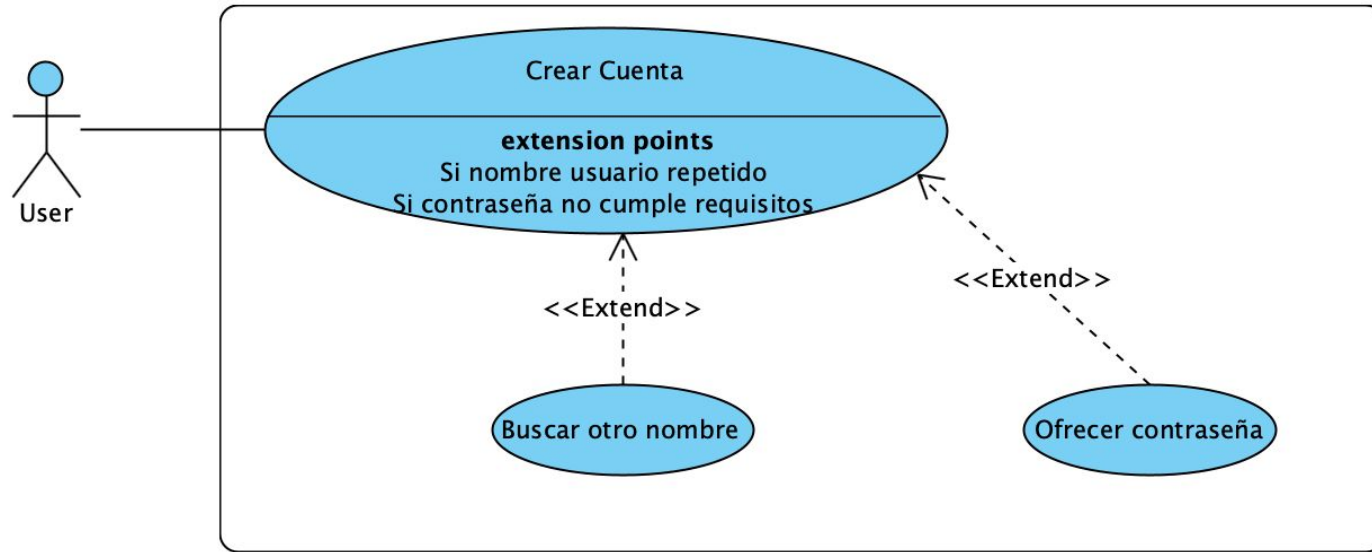 Crear Cuenta
extension points
Si nombre usuario repetido
Si contraseña no cumple requisitos
User
<<Extend>>
<<Extend>>
Buscar otro nombre
Ofrecer contraseña